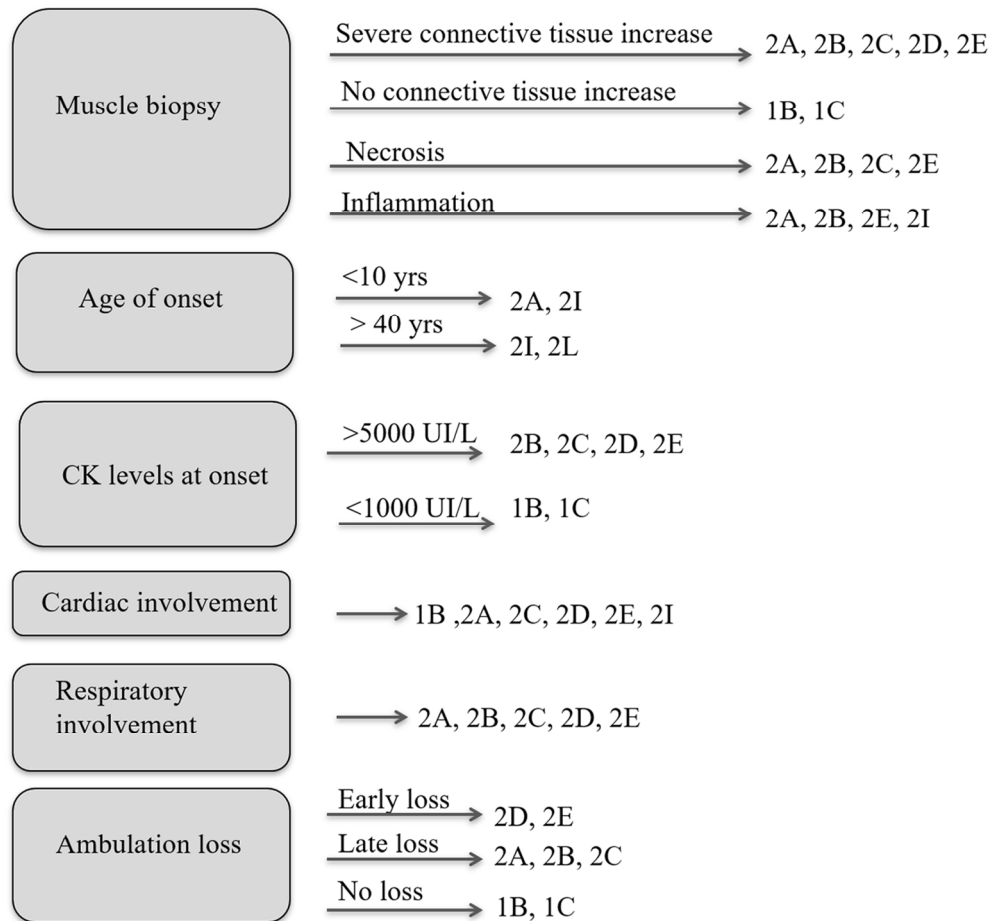 Muscle biopsy
Severe connective tissue increase
2A, 2B, 2C, 2D, 2E
No connective tissue increase
1B, 1C
Necrosis
2A, 2B, 2C, 2E
Inflammation
2A, 2B, 2E, 2I
Age of onset
<10 yrs
2A, 2I
> 40 yrs
2I, 2L
CK levels at onset
>5000 UI/L
2B, 2C, 2D, 2E
<1000 UI/L
1B, 1C
Cardiac involvement
1B ,2A, 2C, 2D, 2E, 2I
Respiratory
involvement
2A, 2B, 2C, 2D, 2E
Ambulation loss
Early loss
2D, 2E
Late loss
2A, 2B, 2C
No loss
1B, 1C